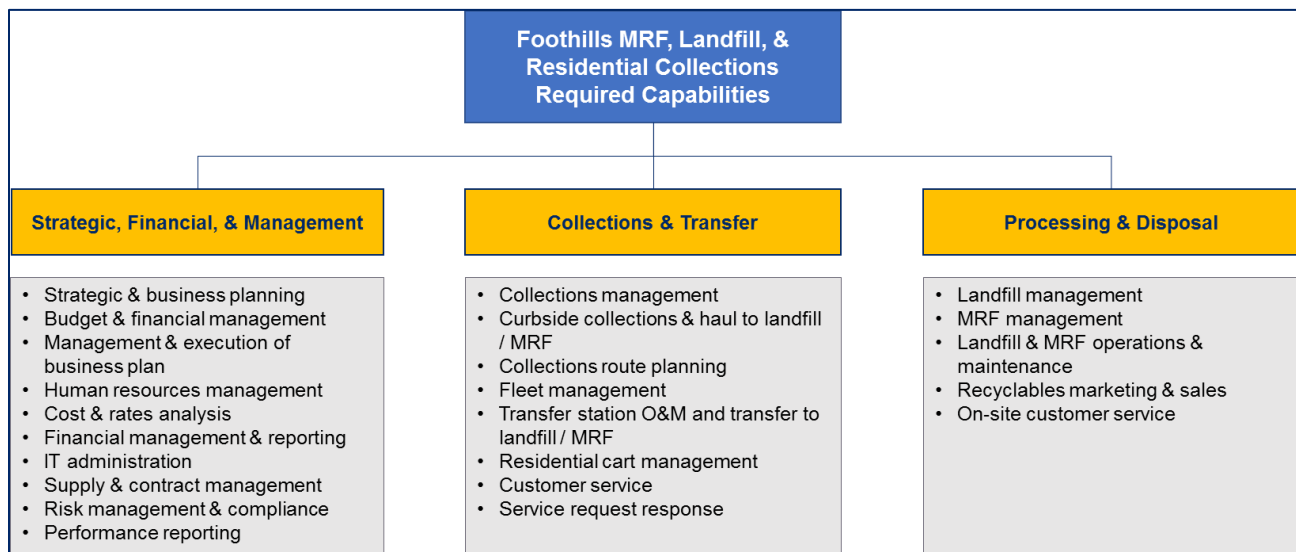 Foothills MRF, Landfill, &
Residential Collections
Required Capabilities
Strategic, Financial, & Management
• Strategic & business planning
• Budget & financial management
• Management & execution of
business plan
• Human resources management
• Cost & rates analysis
• Financial management & reporting
• IT administration
• Supply & contract management
• Risk management & compliance
• Performance reporting
Collections & Transfer
• Collections management
• Curbside collections & haul to landfill
/ MRF
• Collections route planning
• Fleet management
• Transfer station O&M and transfer to
landfill / MRF
• Residential cart management
• Customer service
• Service request response
Processing & Disposal
• Landfill management
• MRF management
• Landfill & MRF operations &
maintenance
• Recyclables marketing & sales
• On-site customer service